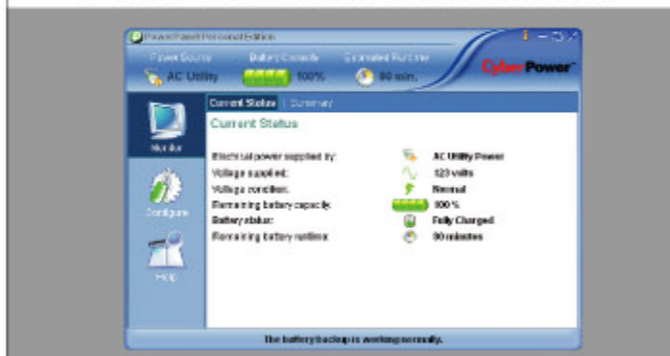 PowerPanel Personal Edition
Power Source Battery Capacity Estimated Runtime
AC Utility 100% 80 min.
CyberPower
Current Status | Summary
Current Status
Monitor
Electrical power supplied by: AC Utility Power
Voltage supplied: 123 volts
Voltage condition: Normal
Remaining battery capacity: 100 %
Battery status: Fully Charged
Remaining battery runtime: 80 minutes
Configure
Help
The battery backup is working normally.